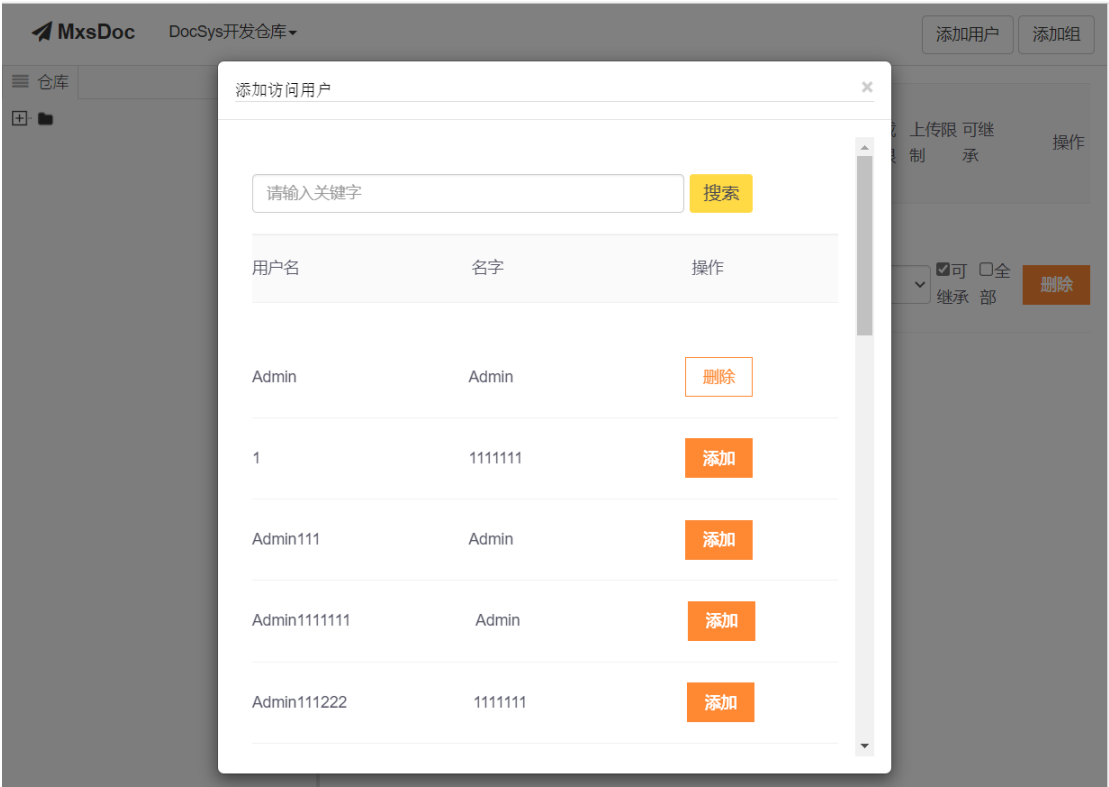 MxsDoc DocSys开发仓库 添加用户 添加组
仓库
添加访问用户 ×
上传限制 可继承 操作
请输入关键字 搜索
用户名 名字 操作
可继承 全部 删除
Admin Admin 删除
1 1111111 添加
Admin111 Admin 添加
Admin1111111 Admin 添加
Admin111222 1111111 添加